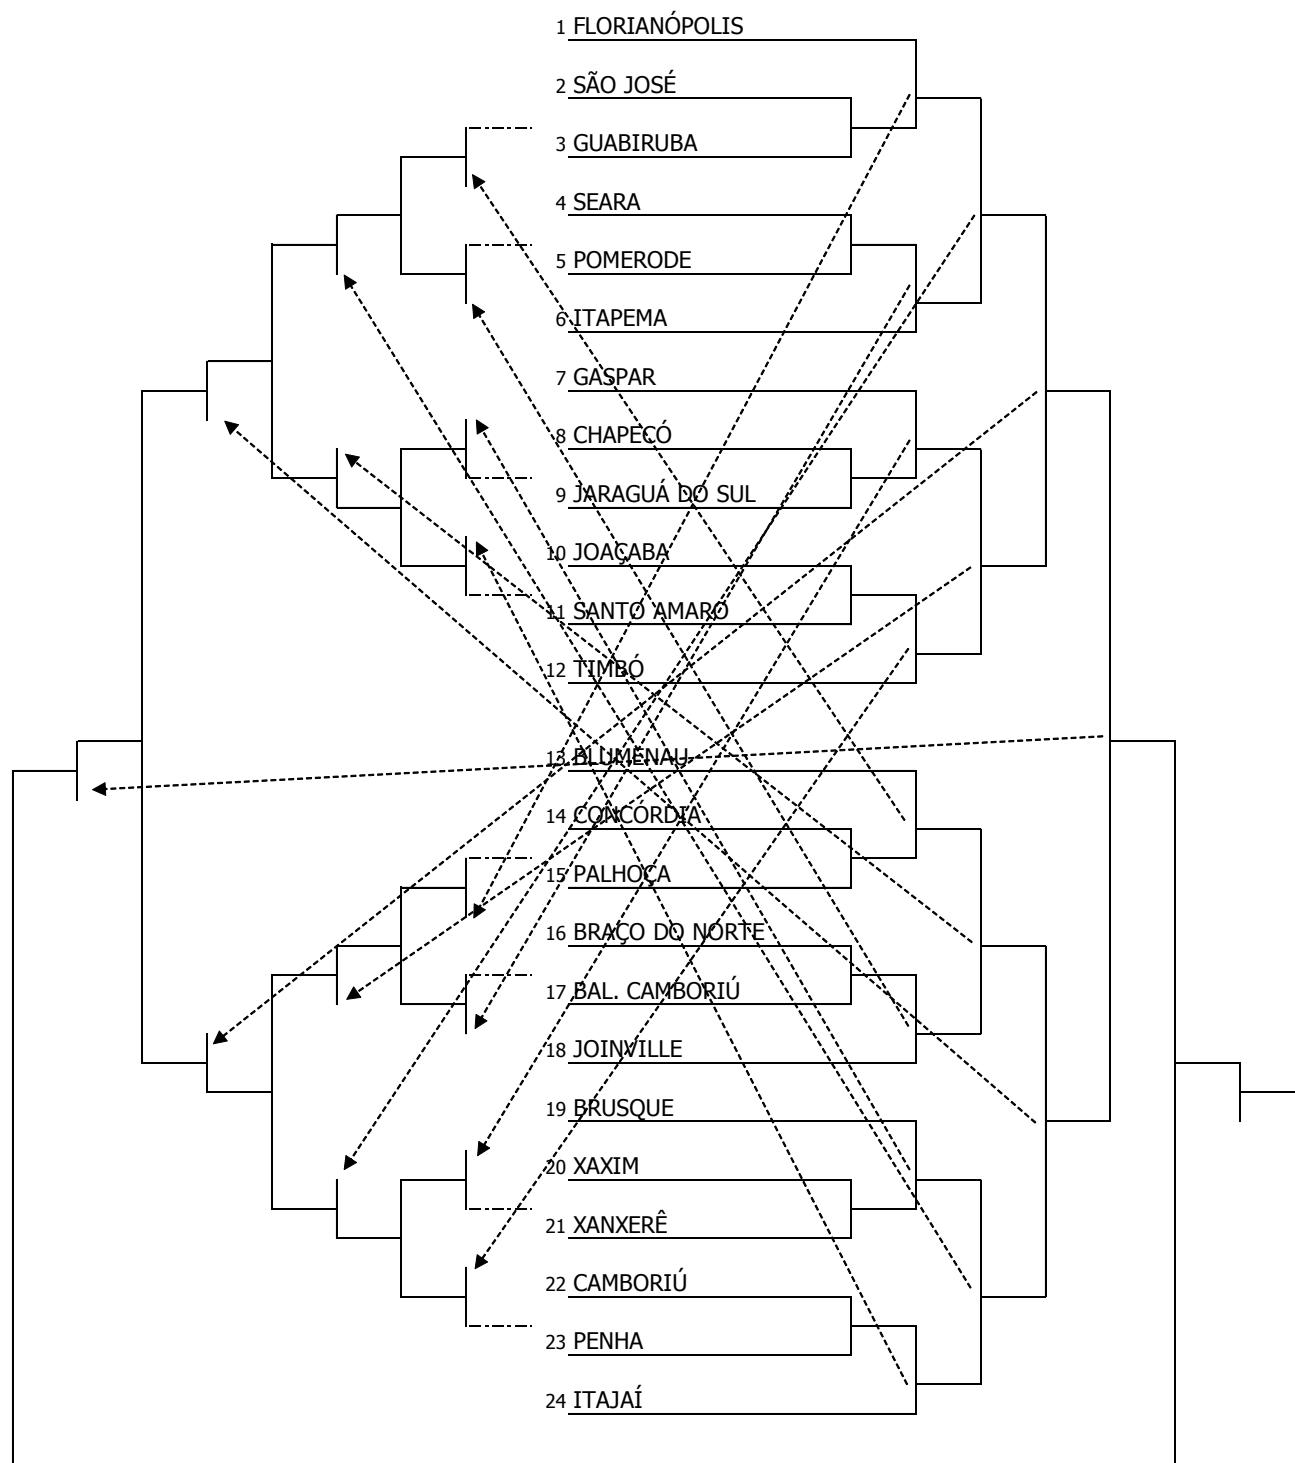 1 FLORIANÓPOLIS
2 SÃO JOSÉ
3 GUABIRUBA
4 SEARA
5 POMERODE
6 ITAPEMA
7 GASPAR
8 CHAPECÓ
9 JARAGUÁ DO SUL
10 JOAÇABA
11 SANTO AMARO
12 TIMBÓ
13 BLUMENAU
14 CONCÓRDIA
15 PALHOÇA
16 BRAÇO DO NORTE
17 BAL. CAMBORIÚ
18 JOINVILLE
19 BRUSQUE
20 XAXIM
21 XANXERÊ
22 CAMBORIÚ
23 PENHA
24 ITAJAÍ